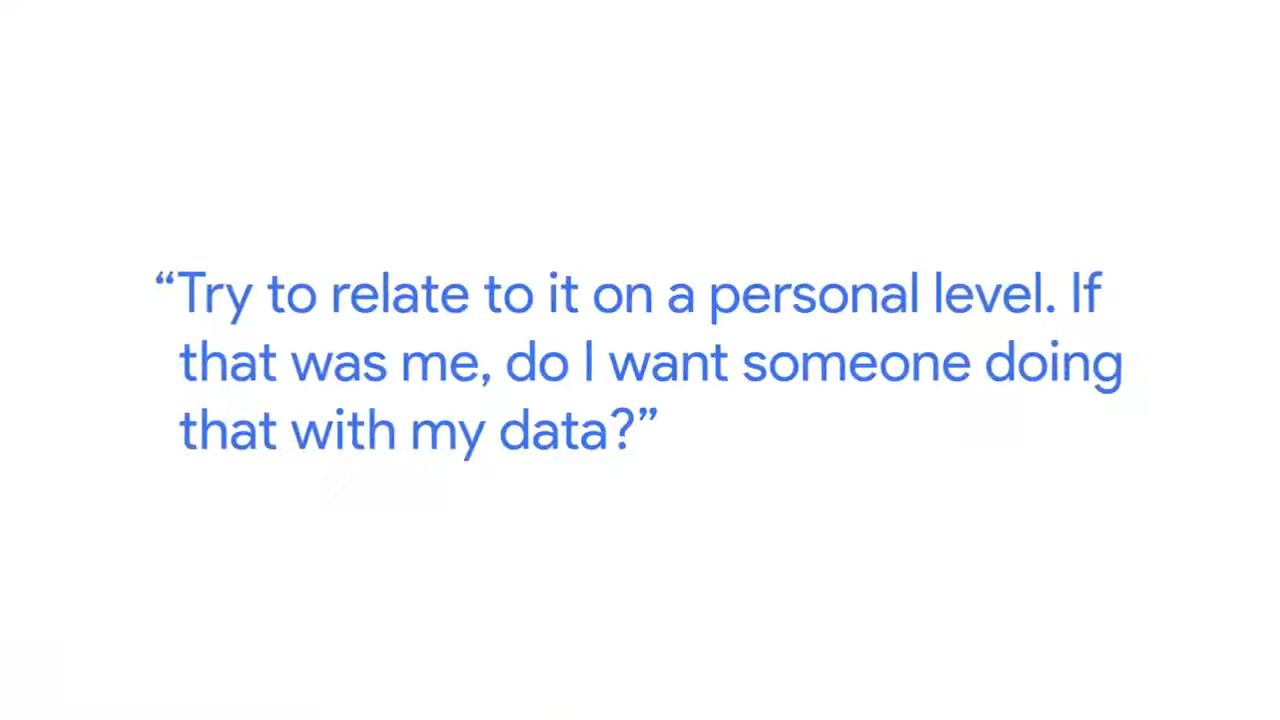 “Try to relate to it on a personal level. If
that was me, do I want someone doing
that with my data?”